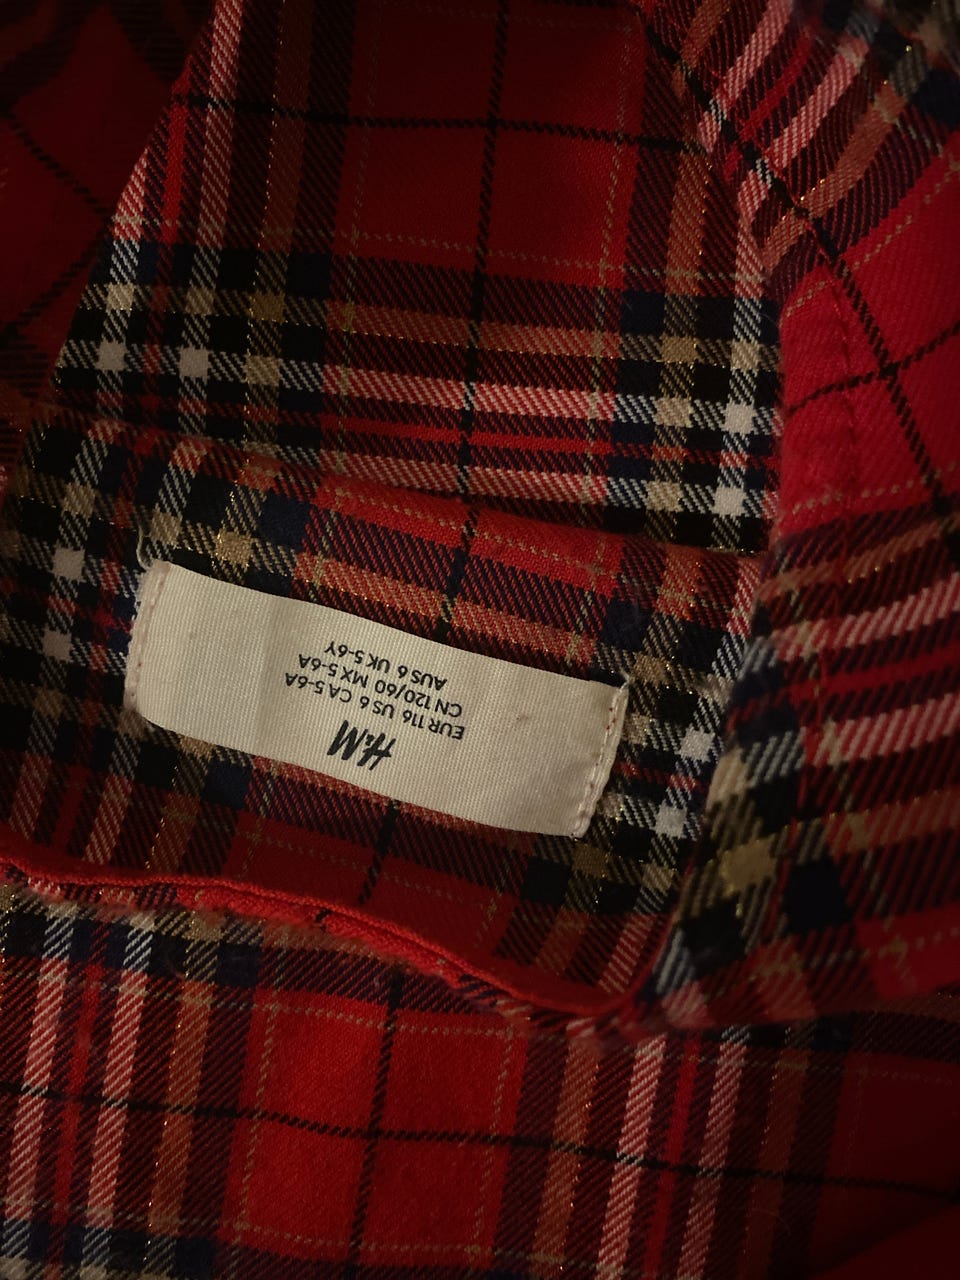 H&M
EUR 116 US 6 CA 5-6A
CN 120/60 MX 5-6A
AUS 6 UK 5-6Y